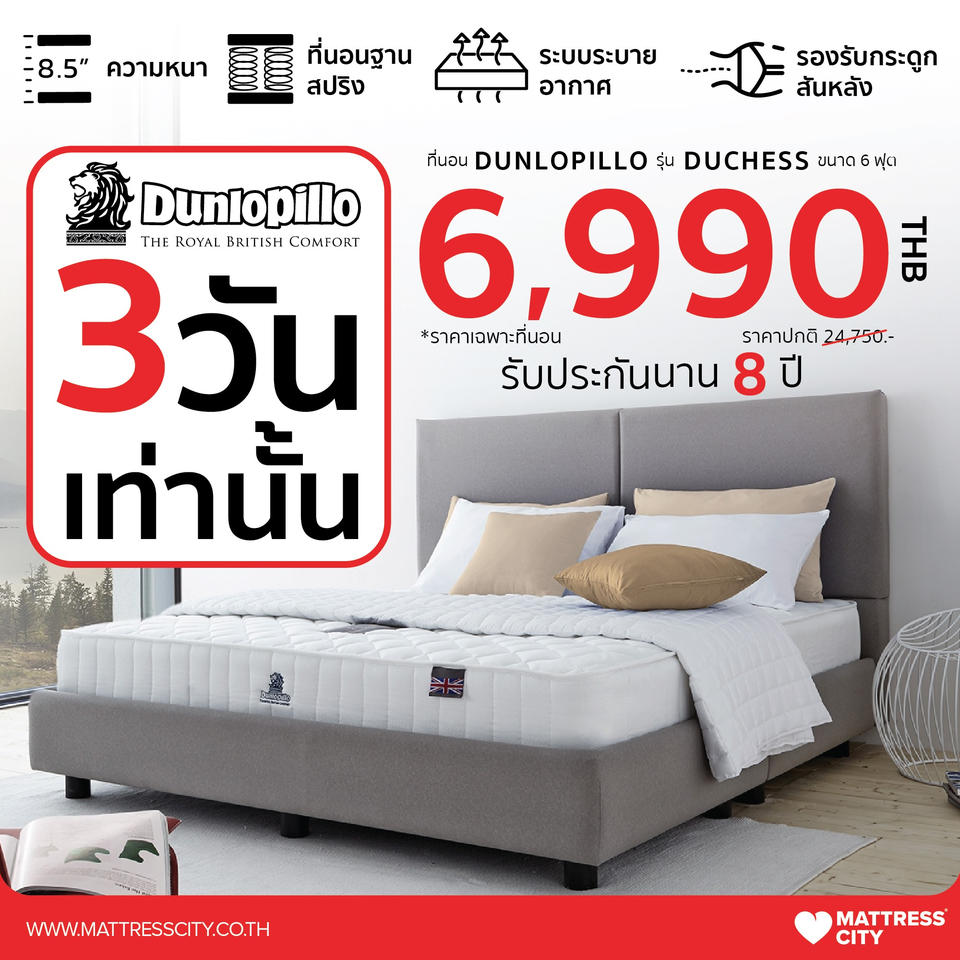 8.5”
ความหนา
ที่นอนฐาน
สปริง
ระบบระบาย
อากาศ
รองรับกระดูก
สันหลัง
Dunlopillo
THE ROYAL BRITISH COMFORT
3วัน
เท่านั้น
ที่นอน DUNLOPILLO รุ่น DUCHESS ขนาด 6 ฟุต
6,990 THB
*ราคาเฉพาะที่นอน
ราคาปกติ 24,750.-
รับประกันนาน 8 ปี
Dunlopillo
WWW.MATTRESSCITY.CO.TH
MATTRESS
CITY